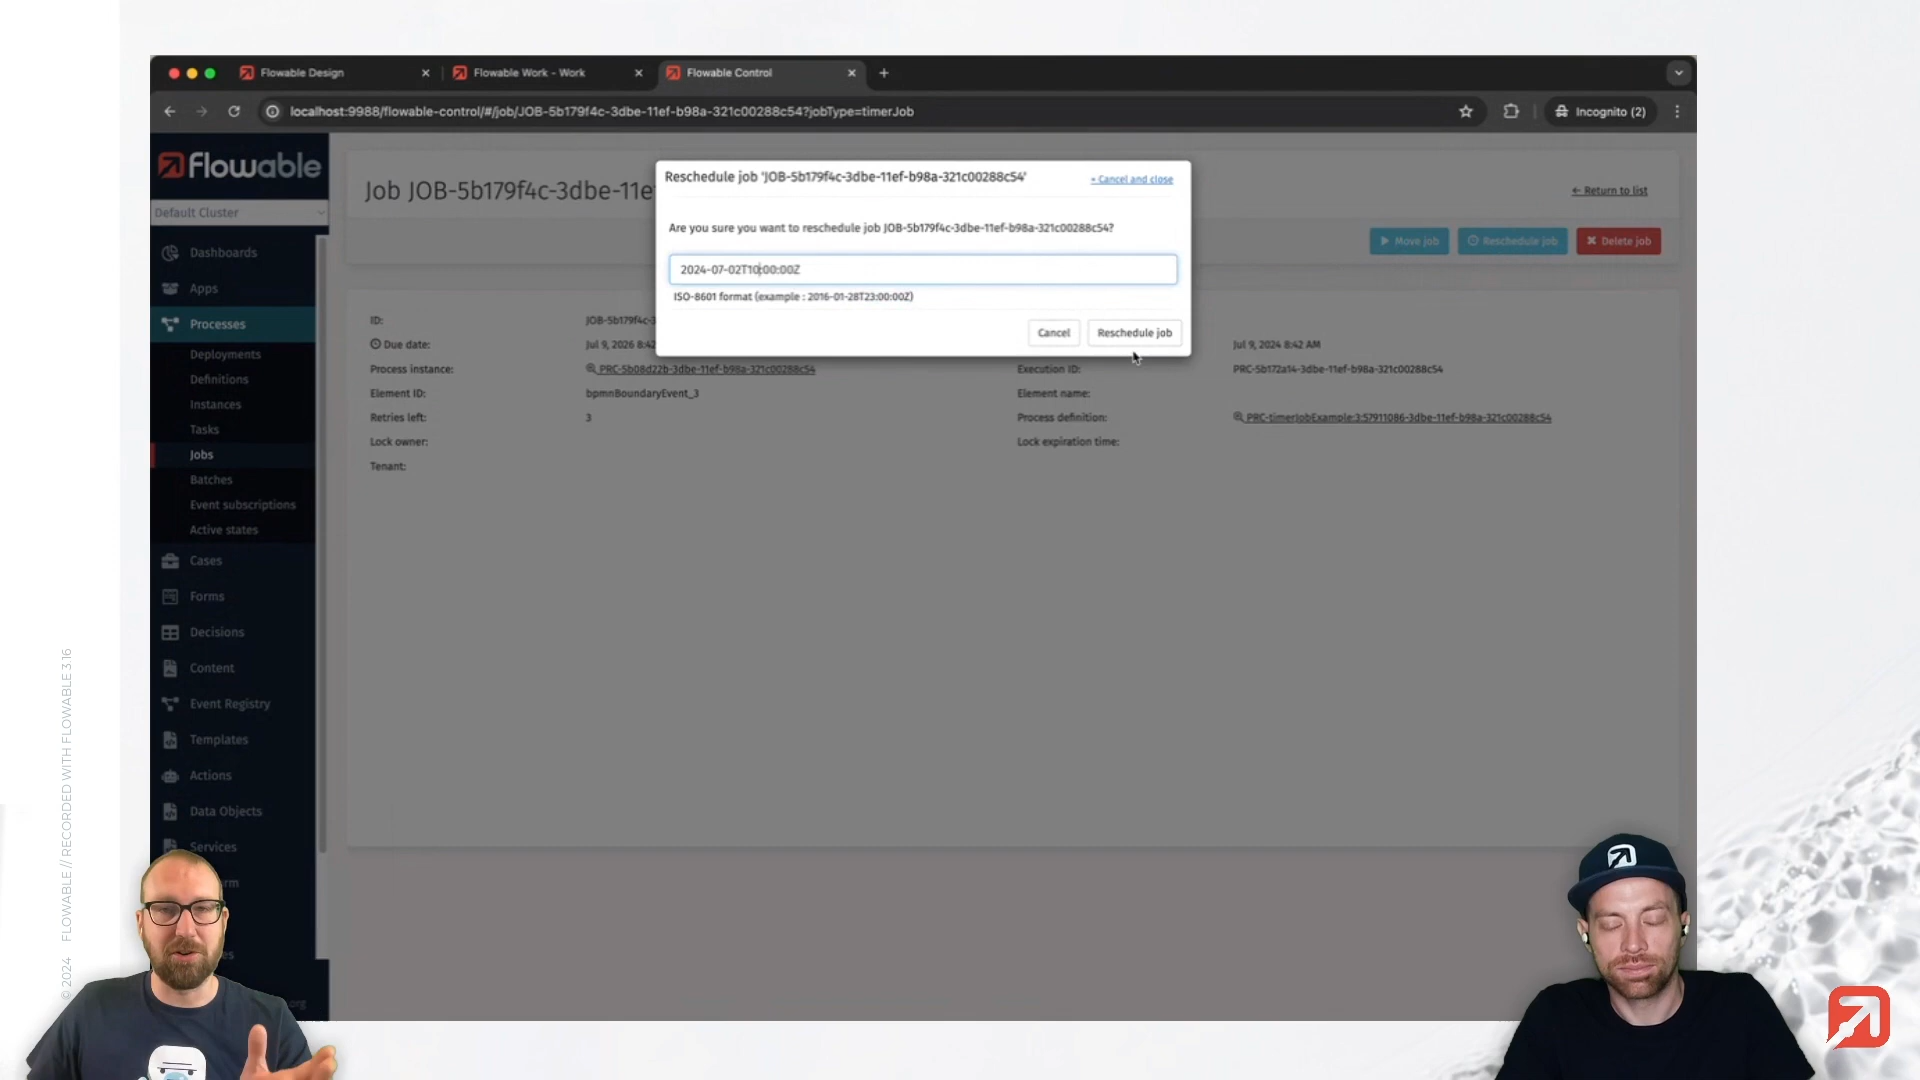 Flowable Design
Flowable Work - Work
Flowable Control
localhost:9988/flowable-control/#/job/JOB-5b179f4c-3dbe-11ef-b98a-321c00288c54?jobType=timerJob
Incognito (2)
Flowable
Default Cluster
Dashboards
Apps
Processes
Deployments
Definitions
Instances
Tasks
Jobs
Batches
Event subscriptions
Active states
Cases
Forms
Decisions
Content
Event Registry
Templates
Actions
Data Objects
Services
rm
es
.org
Job JOB-5b179f4c-3dbe-11e
← Return to list
Move job
Reschedule job
Delete job
Reschedule job 'JOB-5b179f4c-3dbe-11ef-b98a-321c00288c54'
Cancel and close
Are you sure you want to reschedule job JOB-5b179f4c-3dbe-11ef-b98a-321c00288c54?
2024-07-02T10:00:00Z
ISO-8601 format (example : 2016-01-28T23:00:00Z)
Cancel
Reschedule job
ID: JOB-5b179f4c-3
Due date: Jul 9, 2026 8:42 Jul 9, 2024 8:42 AM
Process instance: PRC-5b08d22b-3dbe-11ef-b98a-321c00288c54 Execution ID: PRC-5b172a14-3dbe-11ef-b98a-321c00288c54
Element ID: bpmnBoundaryEvent_3 Element name:
Retries left: 3 Process definition: PRC-timerJobExample:3:57911086-3dbe-11ef-b98a-321c00288c54
Lock owner: Lock expiration time:
Tenant:
© 2024 FLOWABLE // RECORDED WITH FLOWABLE 3.16